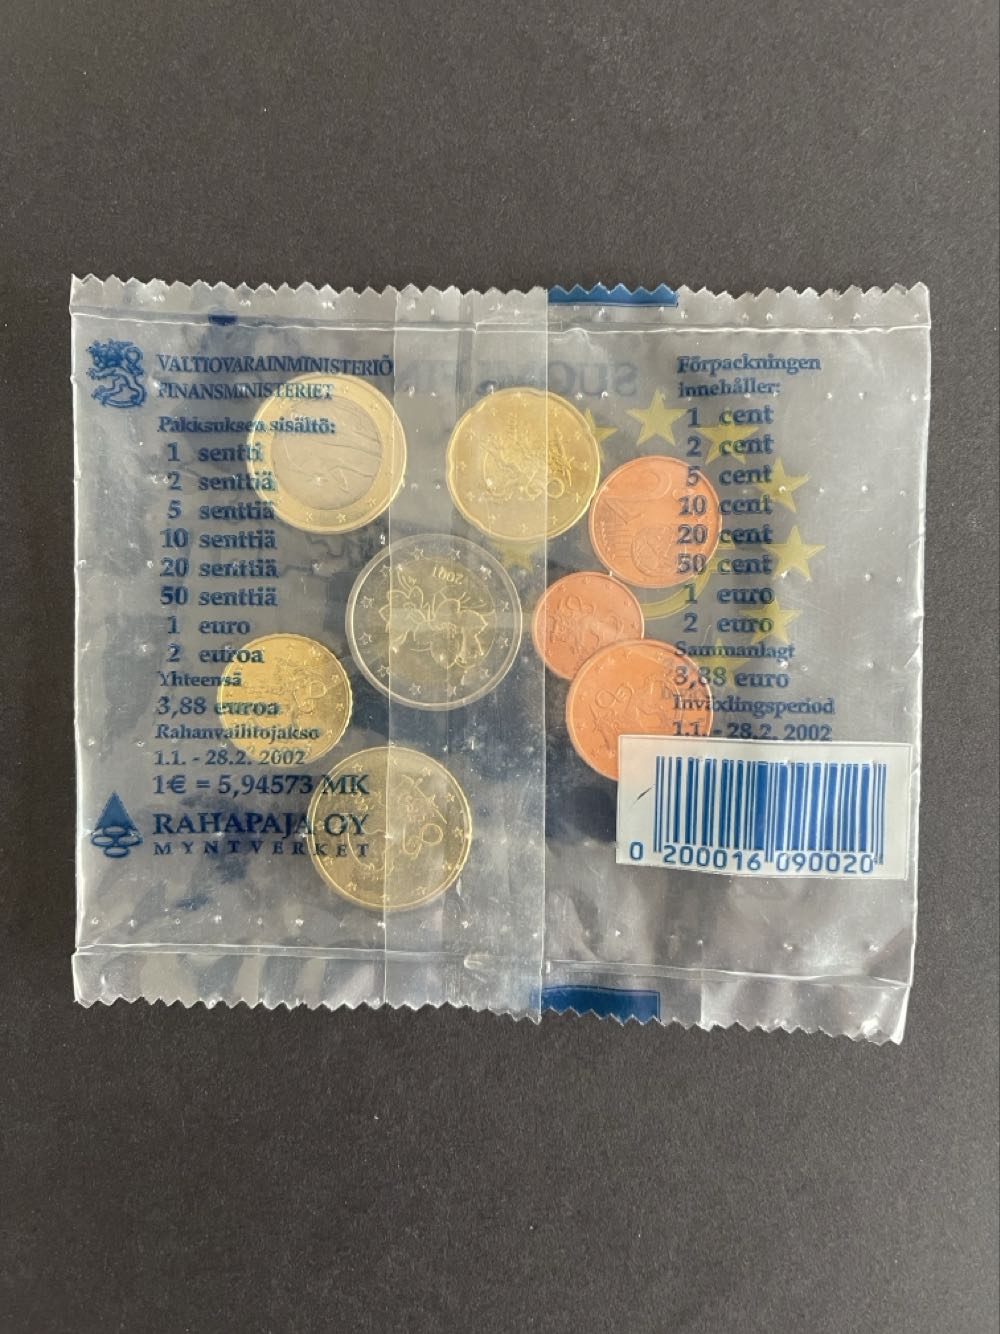 VALTIOVARAINMINISTERIÖ
FINANSMINISTERIET
Pakkauksen sisältö:
1 sentti
2 senttiä
5 senttiä
10 senttiä
20 senttiä
50 senttiä
1 euro
2 euroa
Yhteensä
3,88 euroa
Rahanvaihtojakso
1.1. - 28.2. 2002
1€ = 5,94573 MK
RAHAPAJA OY
MYNTVERKET
2001
Förpackningen
innehåller:
1 cent
2 cent
5 cent
10 cent
20 cent
50 cent
1 euro
2 euro
Sammanlagt
3,88 euro
Inväxlingsperiod
1.1. - 28.2. 2002
0 200016 090020